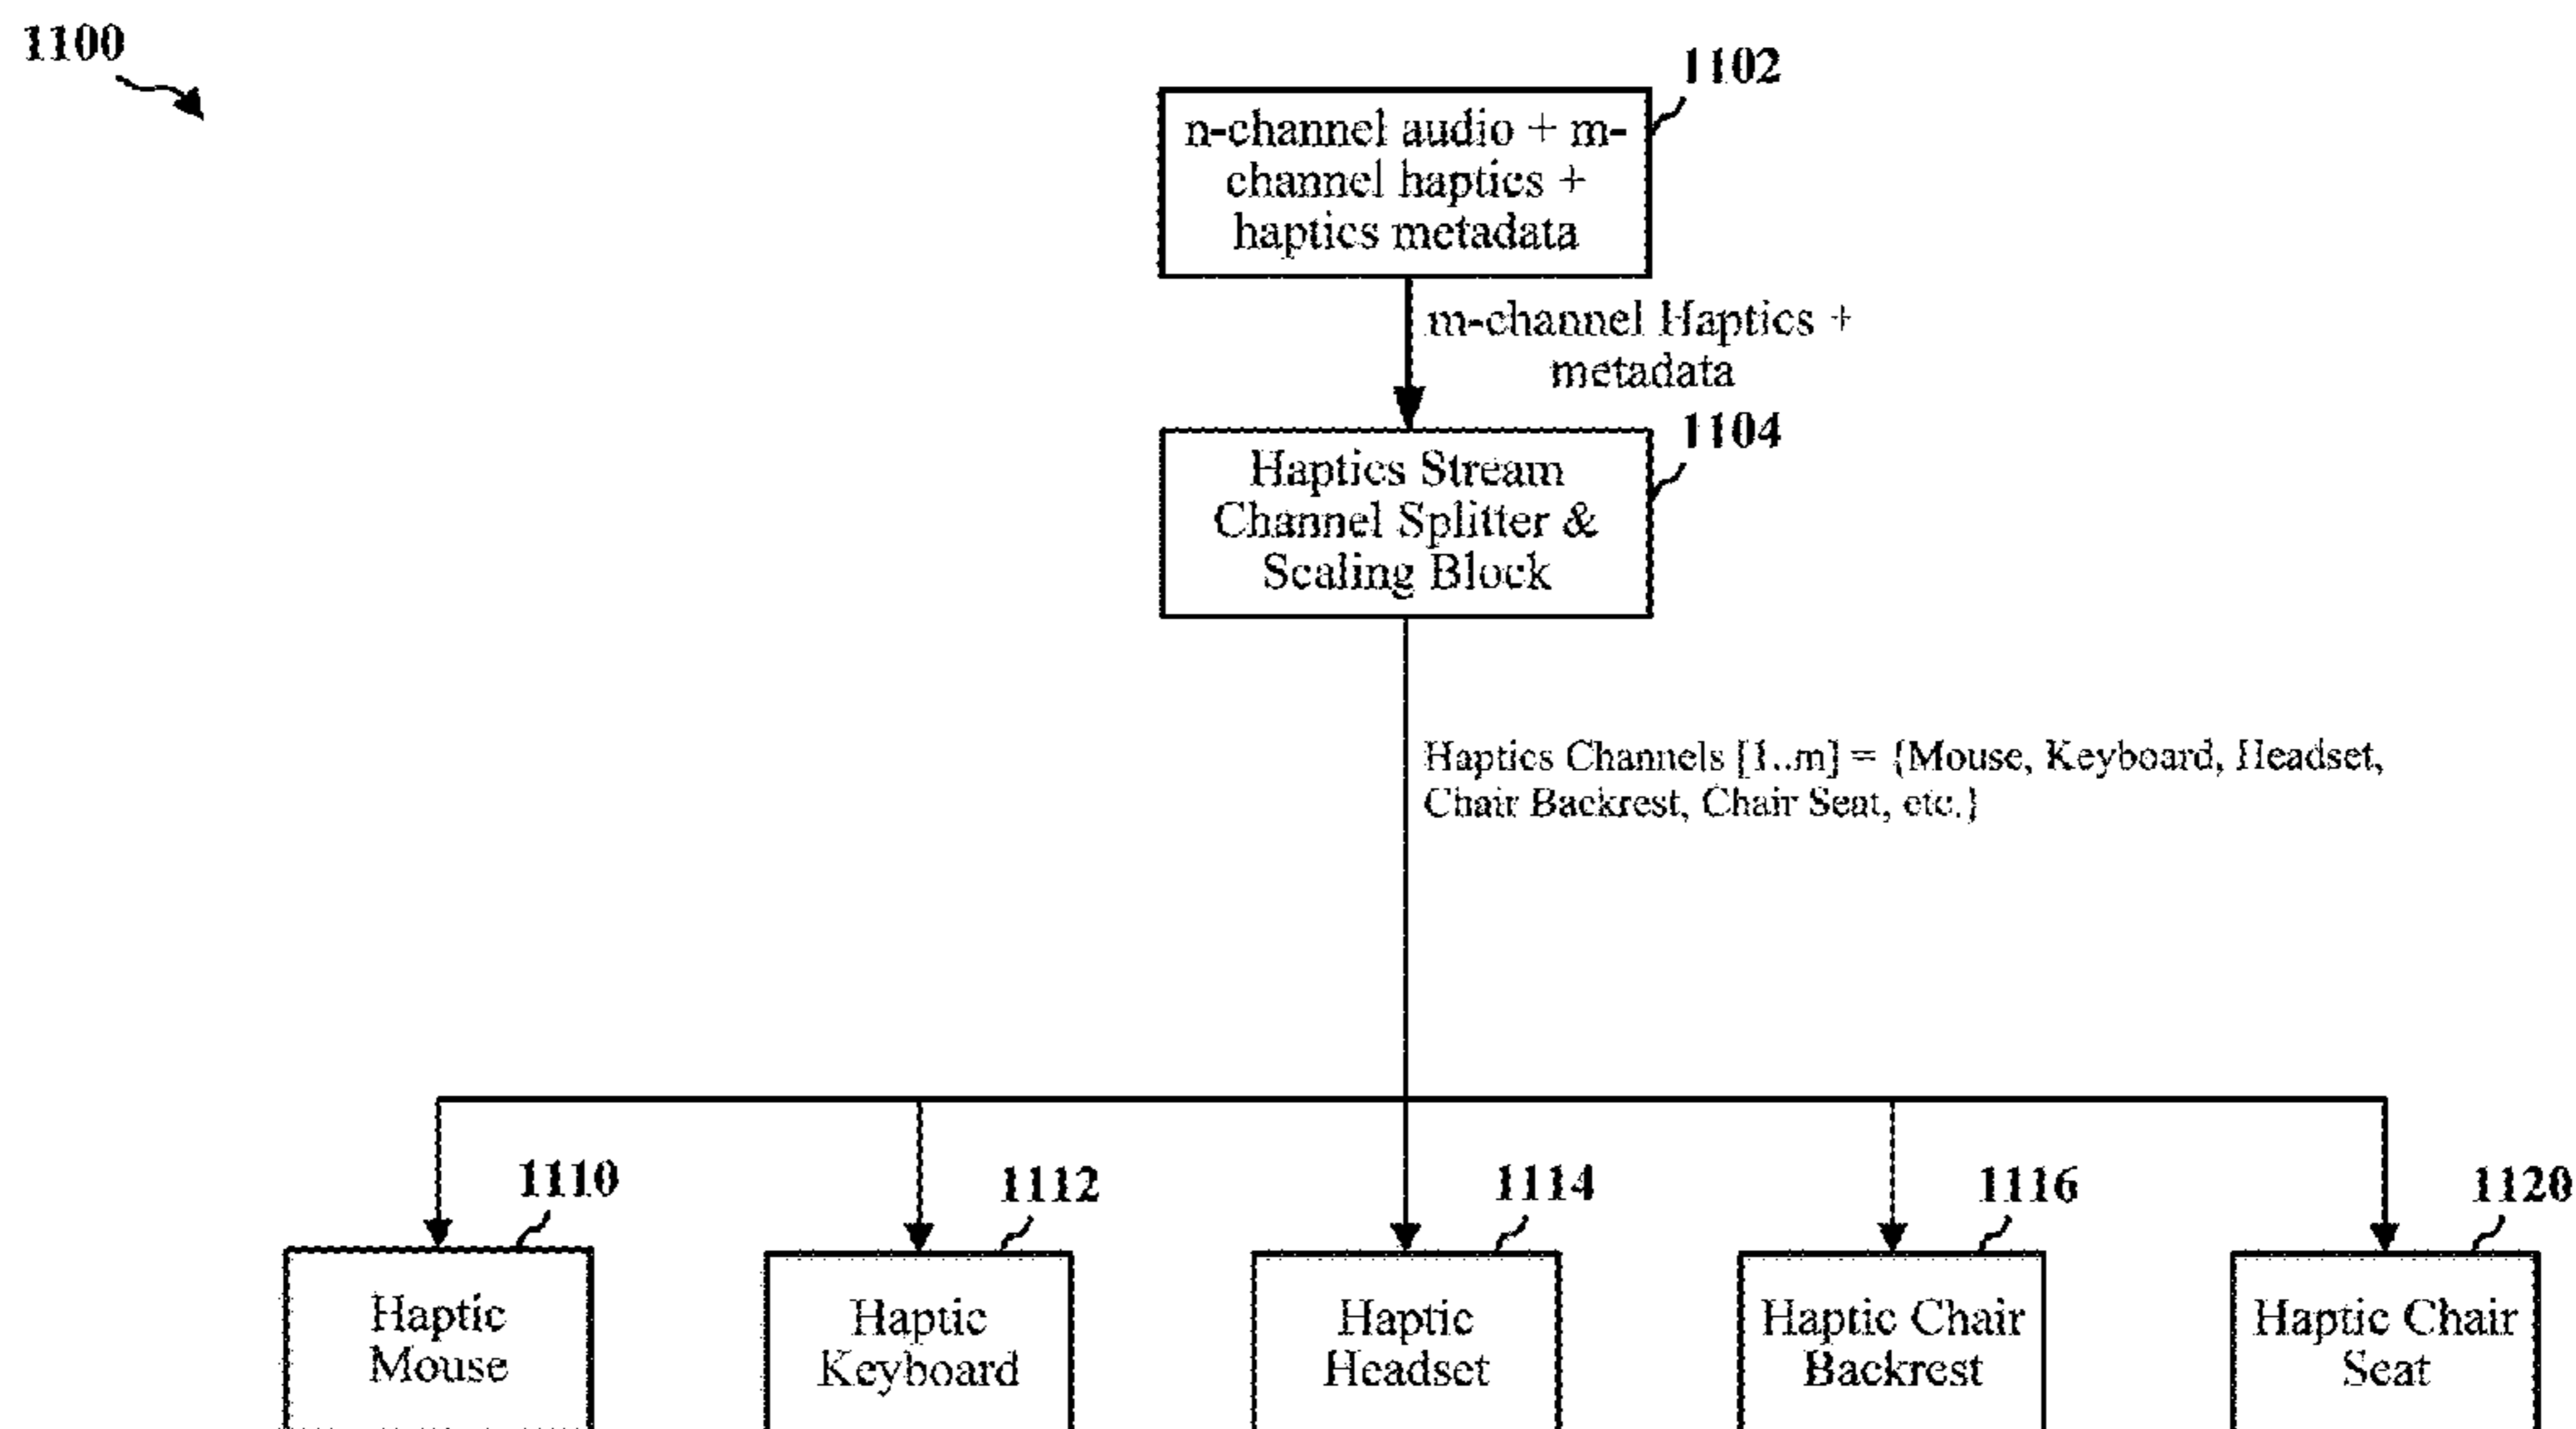 1100
1102
n-channel audio + m-
channel haptics +
haptics metadata
m-channel Haptics +
metadata
1104
Haptics Stream
Channel Splitter &
Scaling Block
Haptics Channels [1..m] = {Mouse, Keyboard, Headset,
Chair Backrest, Chair Seat, etc.}
1110
1112
1114
1116
1120
Haptic
Mouse
Haptic
Keyboard
Haptic
Headset
Haptic Chair
Backrest
Haptic Chair
Seat